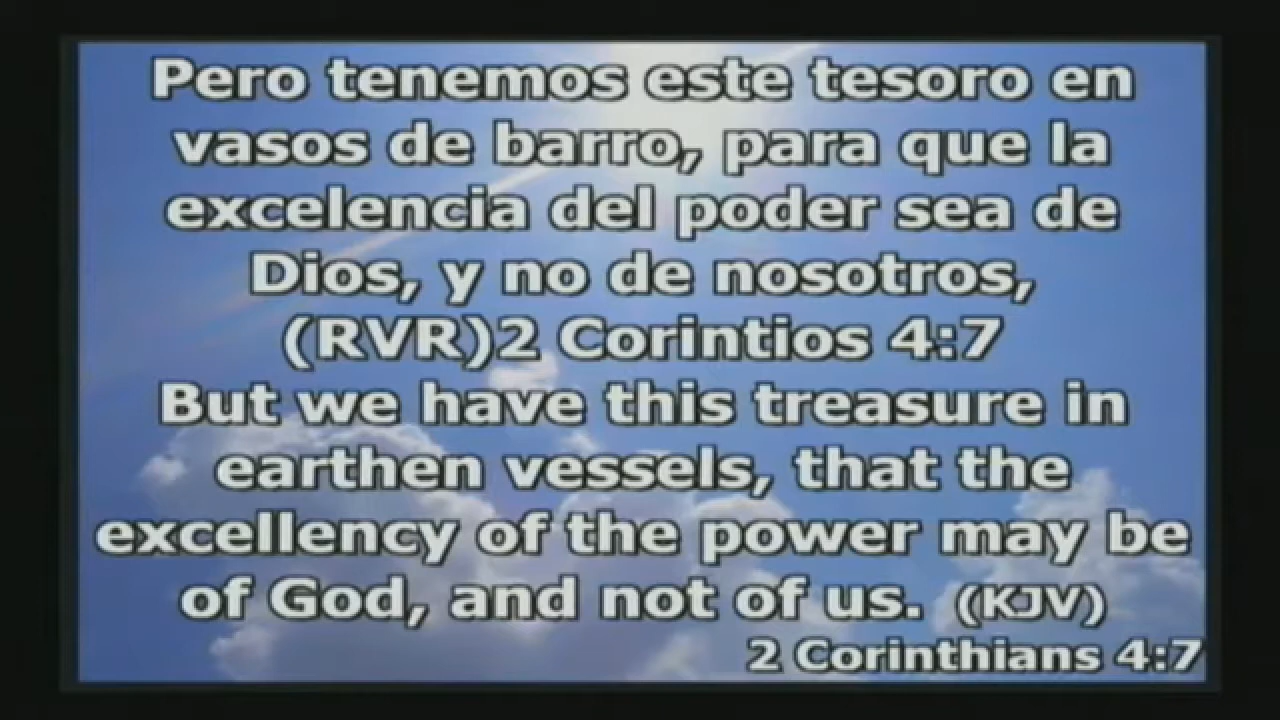 Pero tenemos este tesoro en
vasos de barro, para que la
excelencia del poder sea de
Dios, y no de nosotros,
(RVR)2 Corintios 4:7
But we have this treasure in
earthen vessels, that the
excellency of the power may be
of God, and not of us. (KJV)
2 Corinthians 4:7